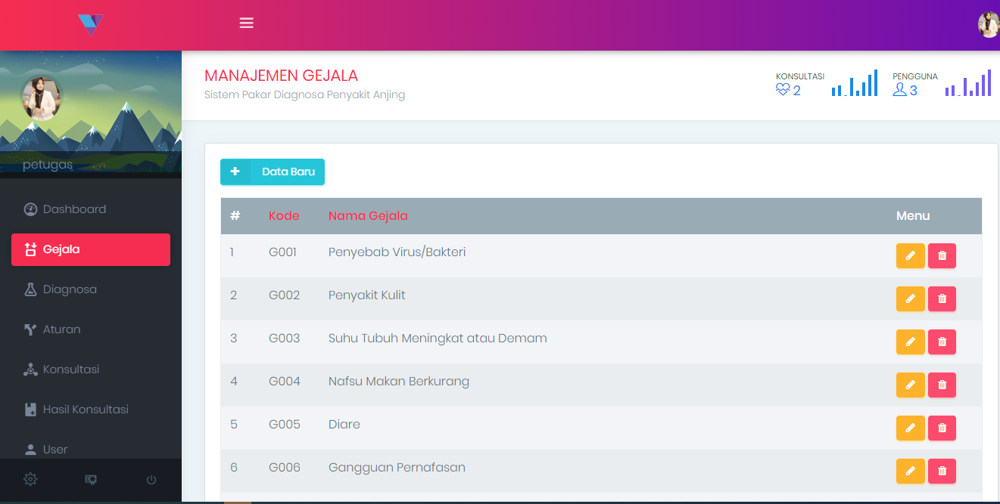 MANAJEMEN GEJALA
Sistem Pakar Diagnosa Penyakit Anjing
KONSULTASI
2
PENGGUNA
3
petugas
Dashboard
Gejala
Diagnosa
Aturan
Konsultasi
Hasil Konsultasi
User
+ Data Baru
# Kode Nama Gejala Menu
1 G001 Penyebab Virus/Bakteri
2 G002 Penyakit Kulit
3 G003 Suhu Tubuh Meningkat atau Demam
4 G004 Nafsu Makan Berkurang
5 G005 Diare
6 G006 Gangguan Pernafasan